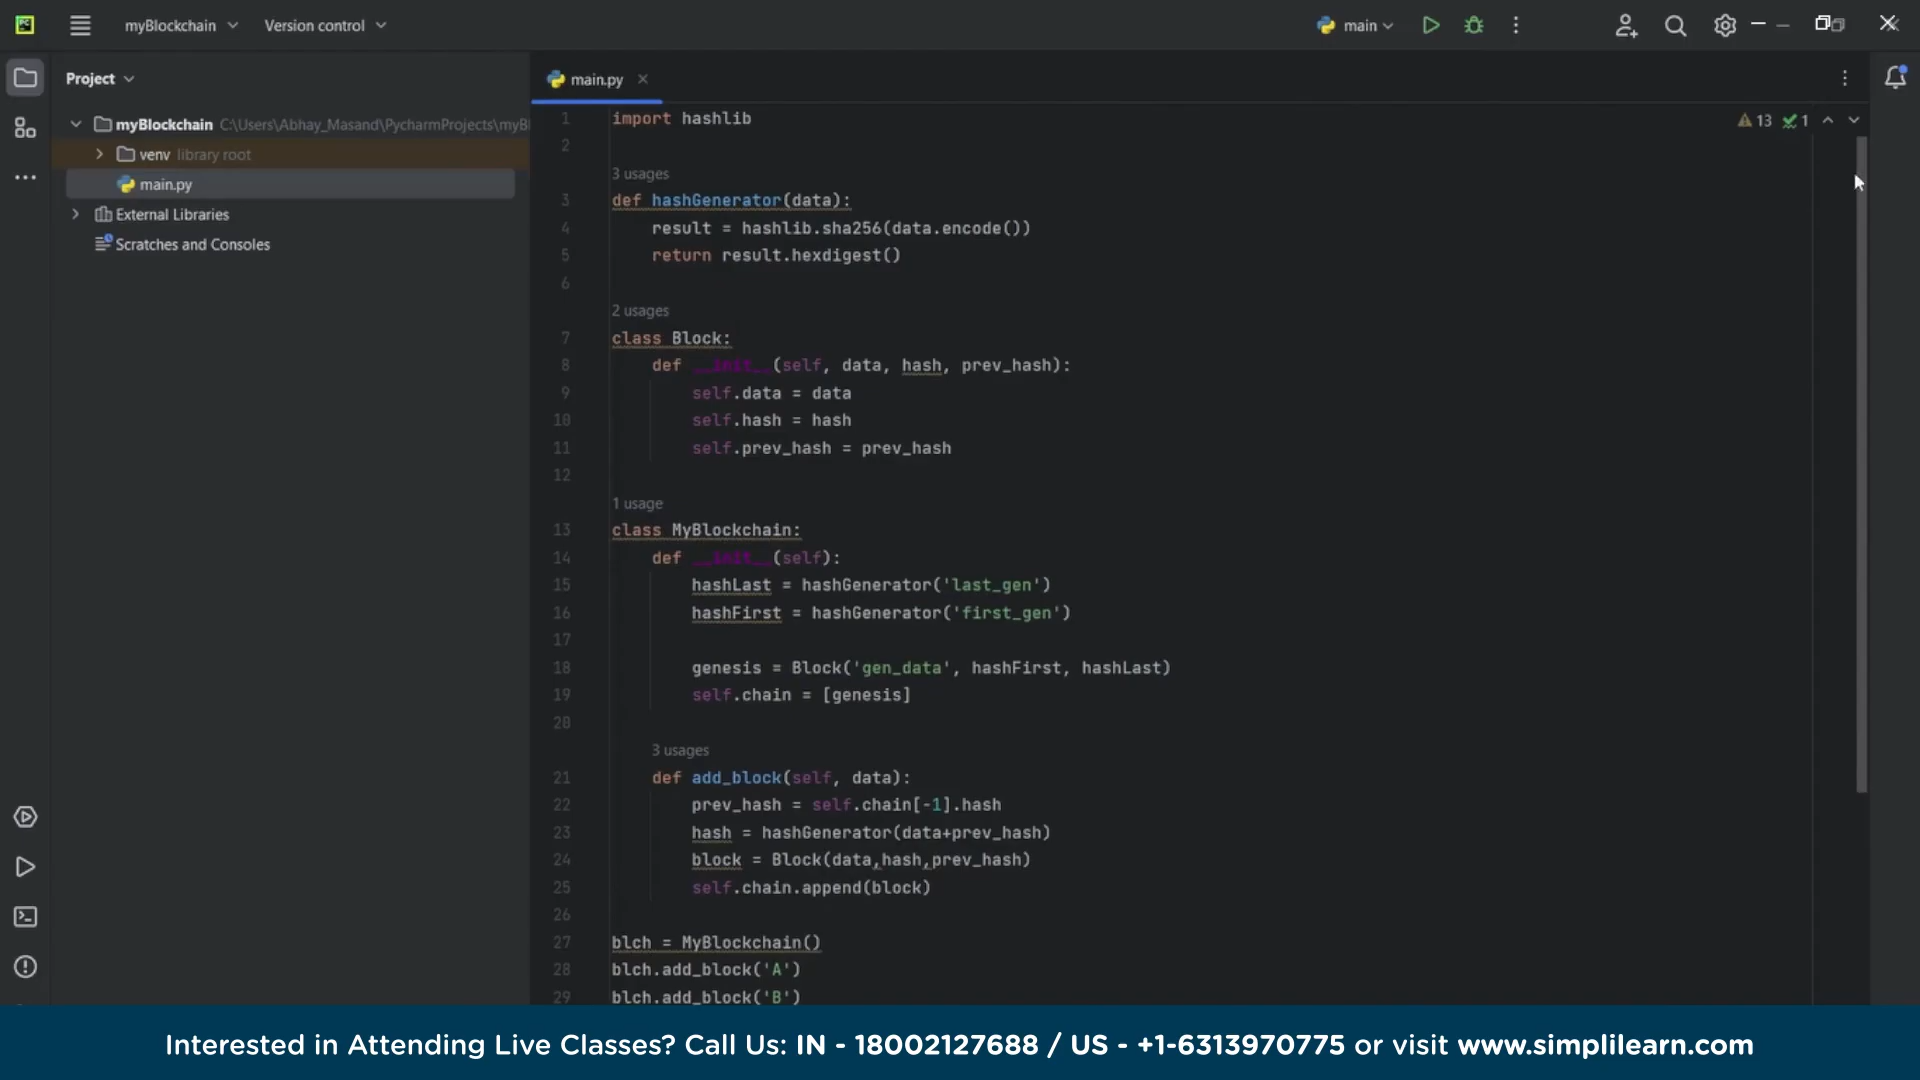 PC
myBlockchain
Version control
main
Project
myBlockchain C:\Users\Abhay_Masand\PycharmProjects\myBl
venv library root
main.py
External Libraries
Scratches and Consoles
main.py
13 1
1 import hashlib
2
3 usages
3 def hashGenerator(data):
4 result = hashlib.sha256(data.encode())
5 return result.hexdigest()
6
2 usages
7 class Block:
8 def __init__(self, data, hash, prev_hash):
9 self.data = data
10 self.hash = hash
11 self.prev_hash = prev_hash
12
1 usage
13 class MyBlockchain:
14 def __init__(self):
15 hashLast = hashGenerator('last_gen')
16 hashFirst = hashGenerator('first_gen')
17
18 genesis = Block('gen_data', hashFirst, hashLast)
19 self.chain = [genesis]
20
3 usages
21 def add_block(self, data):
22 prev_hash = self.chain[-1].hash
23 hash = hashGenerator(data+prev_hash)
24 block = Block(data,hash,prev_hash)
25 self.chain.append(block)
26
27 blch = MyBlockchain()
28 blch.add_block('A')
29 blch.add_block('B')
Interested in Attending Live Classes? Call Us: IN - 18002127688 / US - +1-6313970775 or visit www.simplilearn.com